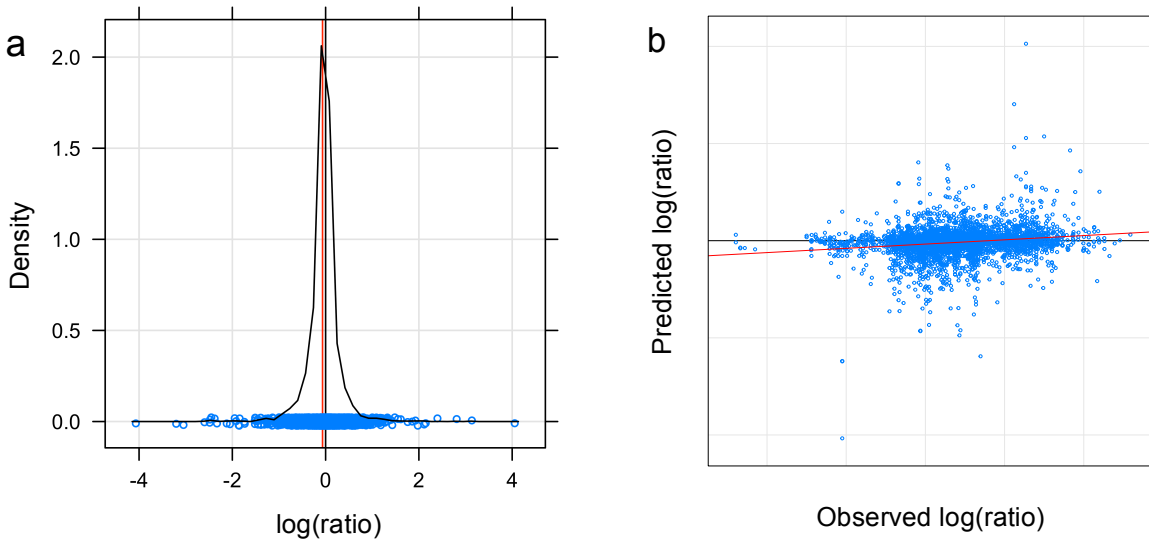 a
2.0
1.5
1.0
0.5
0.0
Density
-4 -2 0 2 4
log(ratio)
b
Predicted log(ratio)
Observed log(ratio)